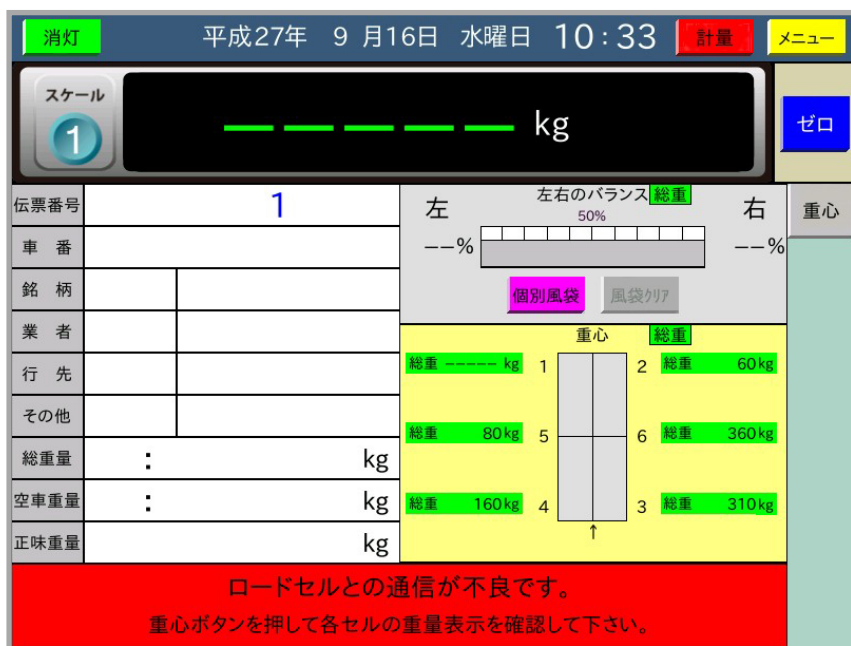 消灯 平成27年 9 月16日 水曜日 10:33 計量 メニュー
スケール
1
----- kg
ゼロ
伝票番号 1
車 番
銘 柄
業 者
行 先
その他
総重量 : kg
空車重量 : kg
正味重量 kg
左右のバランス 総重
左 50% 右
--% --%
個別風袋 風袋クリア
重心
重心 総重
総重 ----- kg 1 2 総重 60kg
総重 80kg 5 6 総重 360kg
総重 160kg 4 3 総重 310kg
↑
ロードセルとの通信が不良です。
重心ボタンを押して各セルの重量表示を確認して下さい。